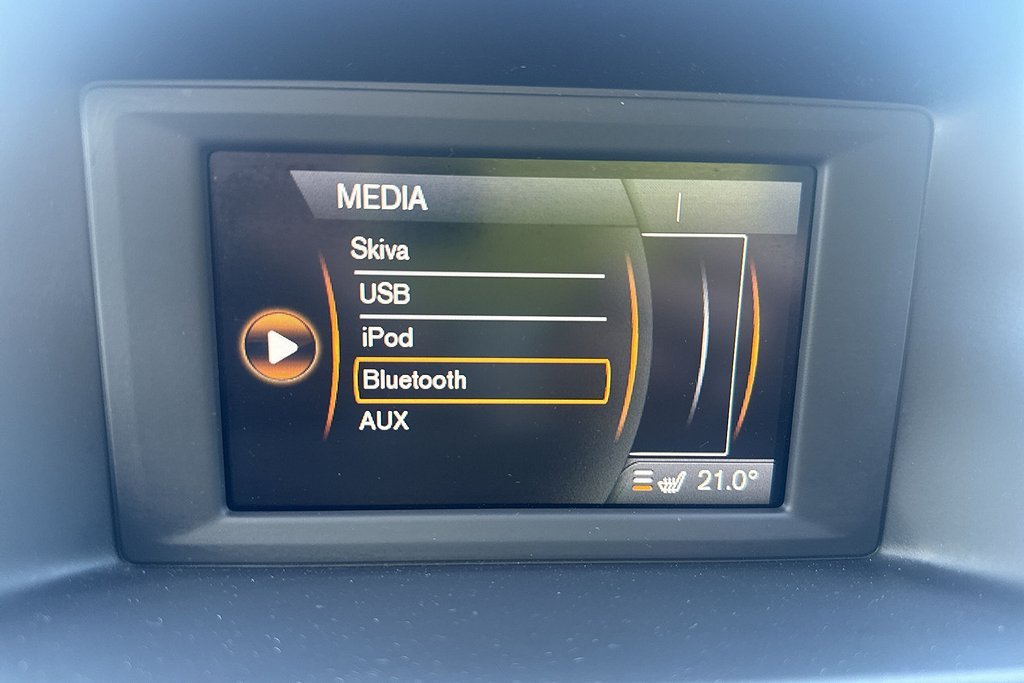 MEDIA
Skiva
USB
iPod
Bluetooth
AUX
21.0°